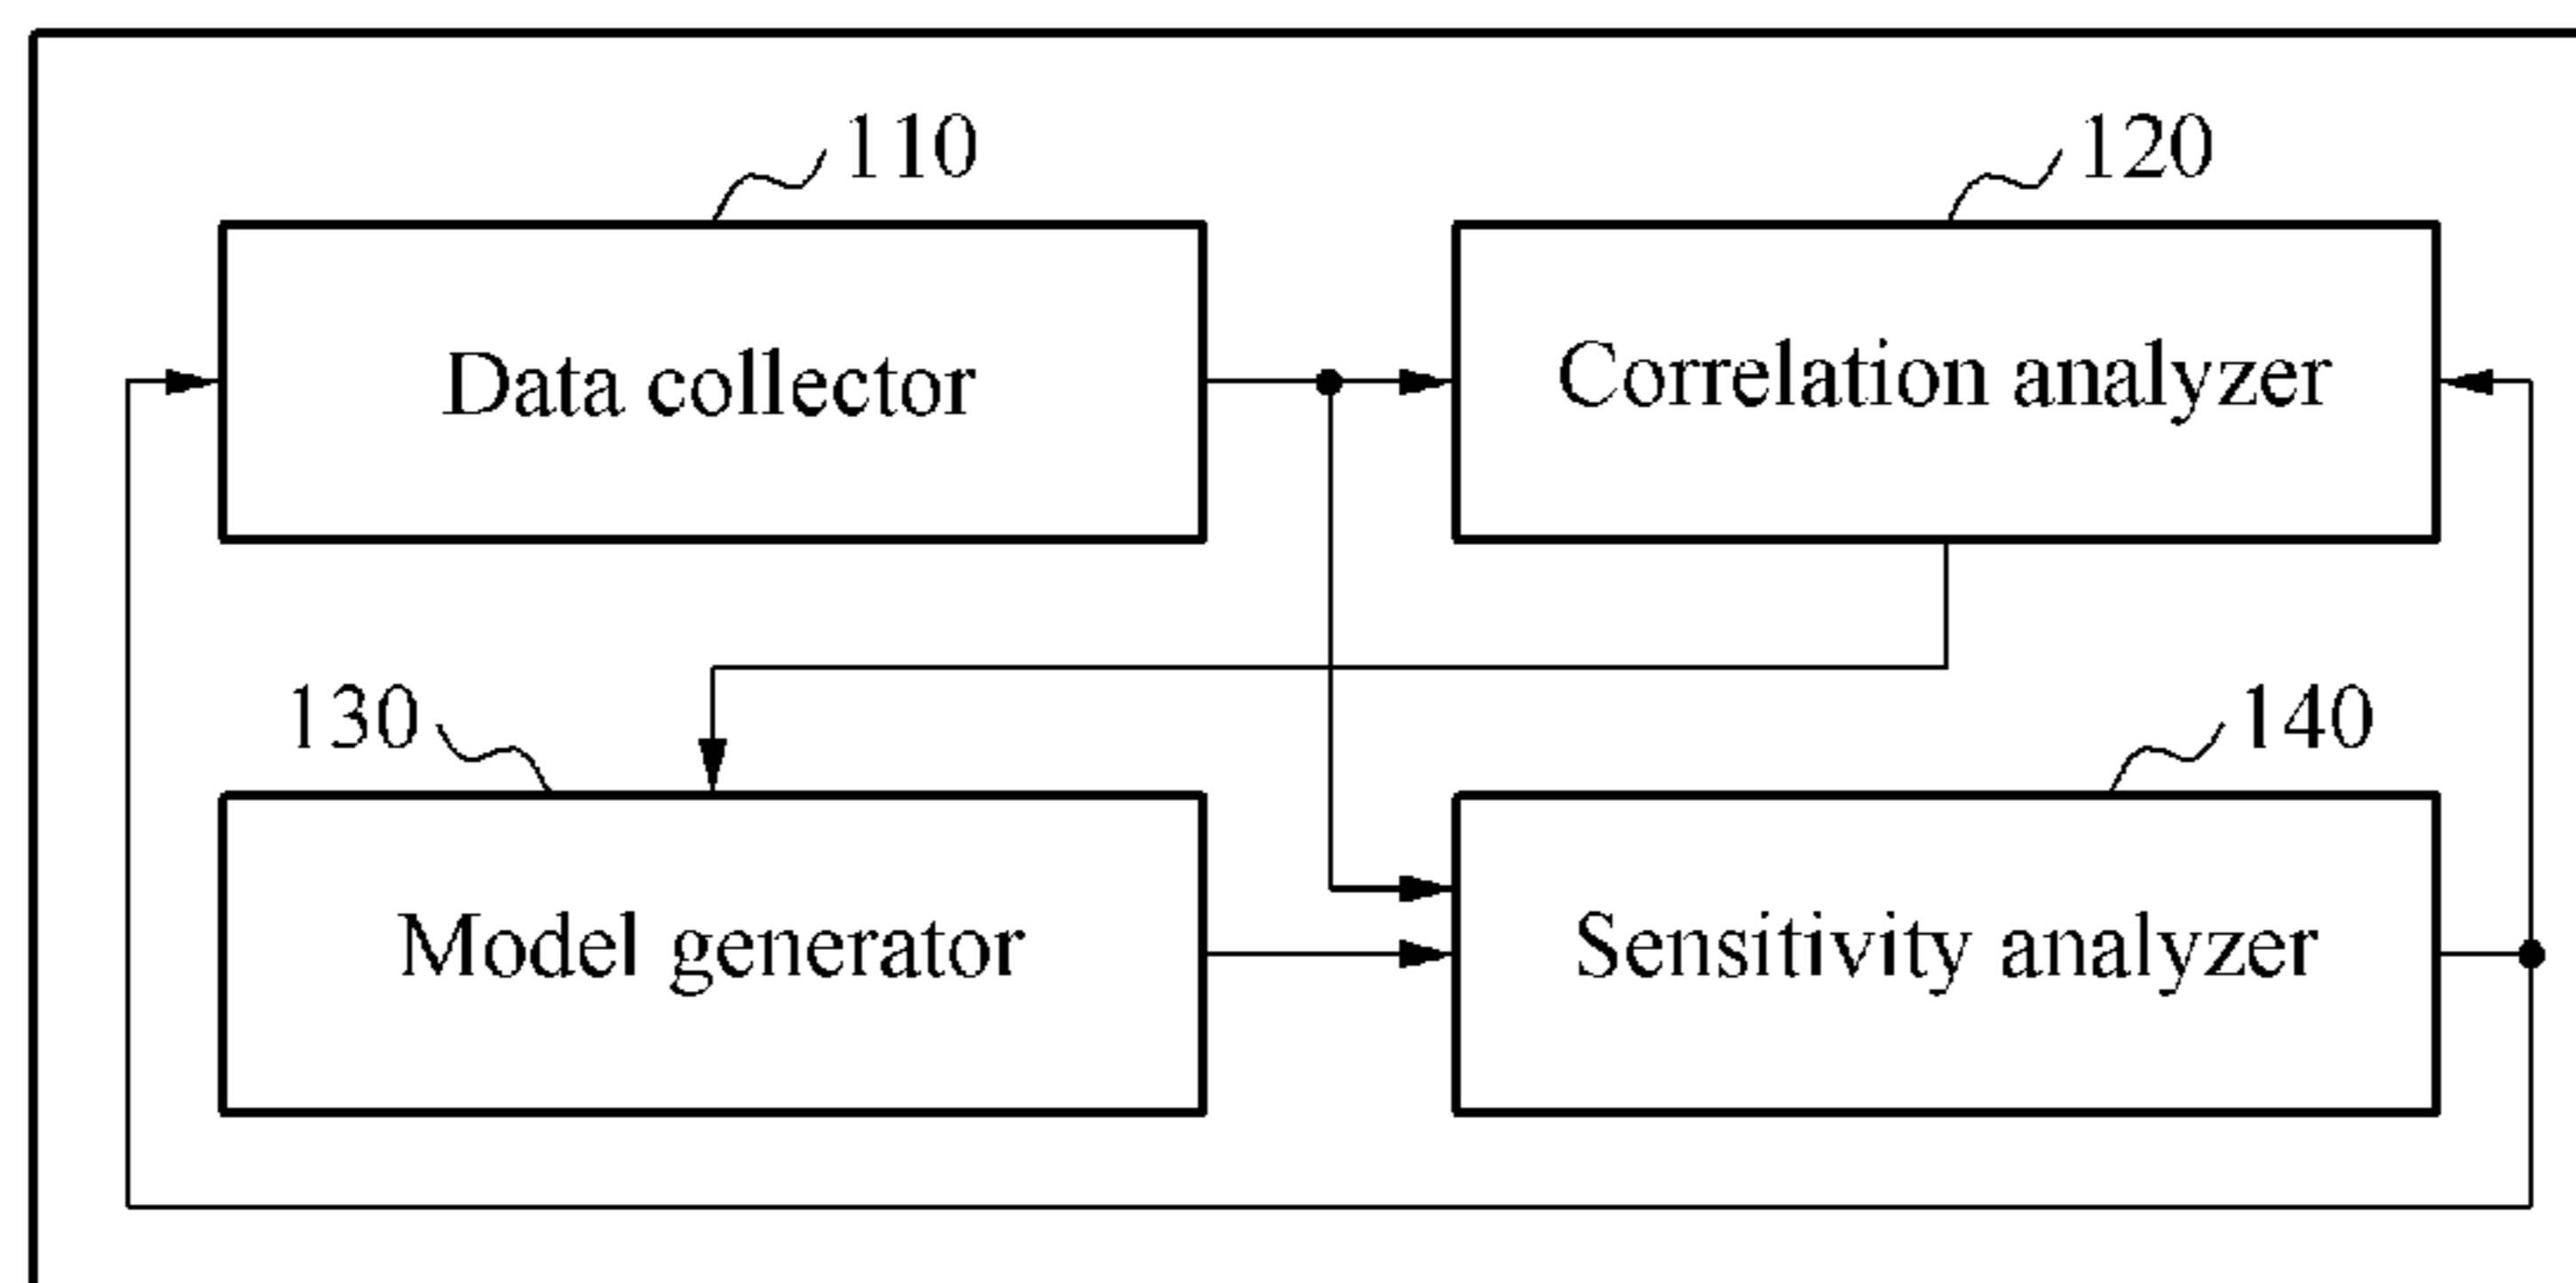 110
120
Data collector
Correlation analyzer
130
140
Model generator
Sensitivity analyzer